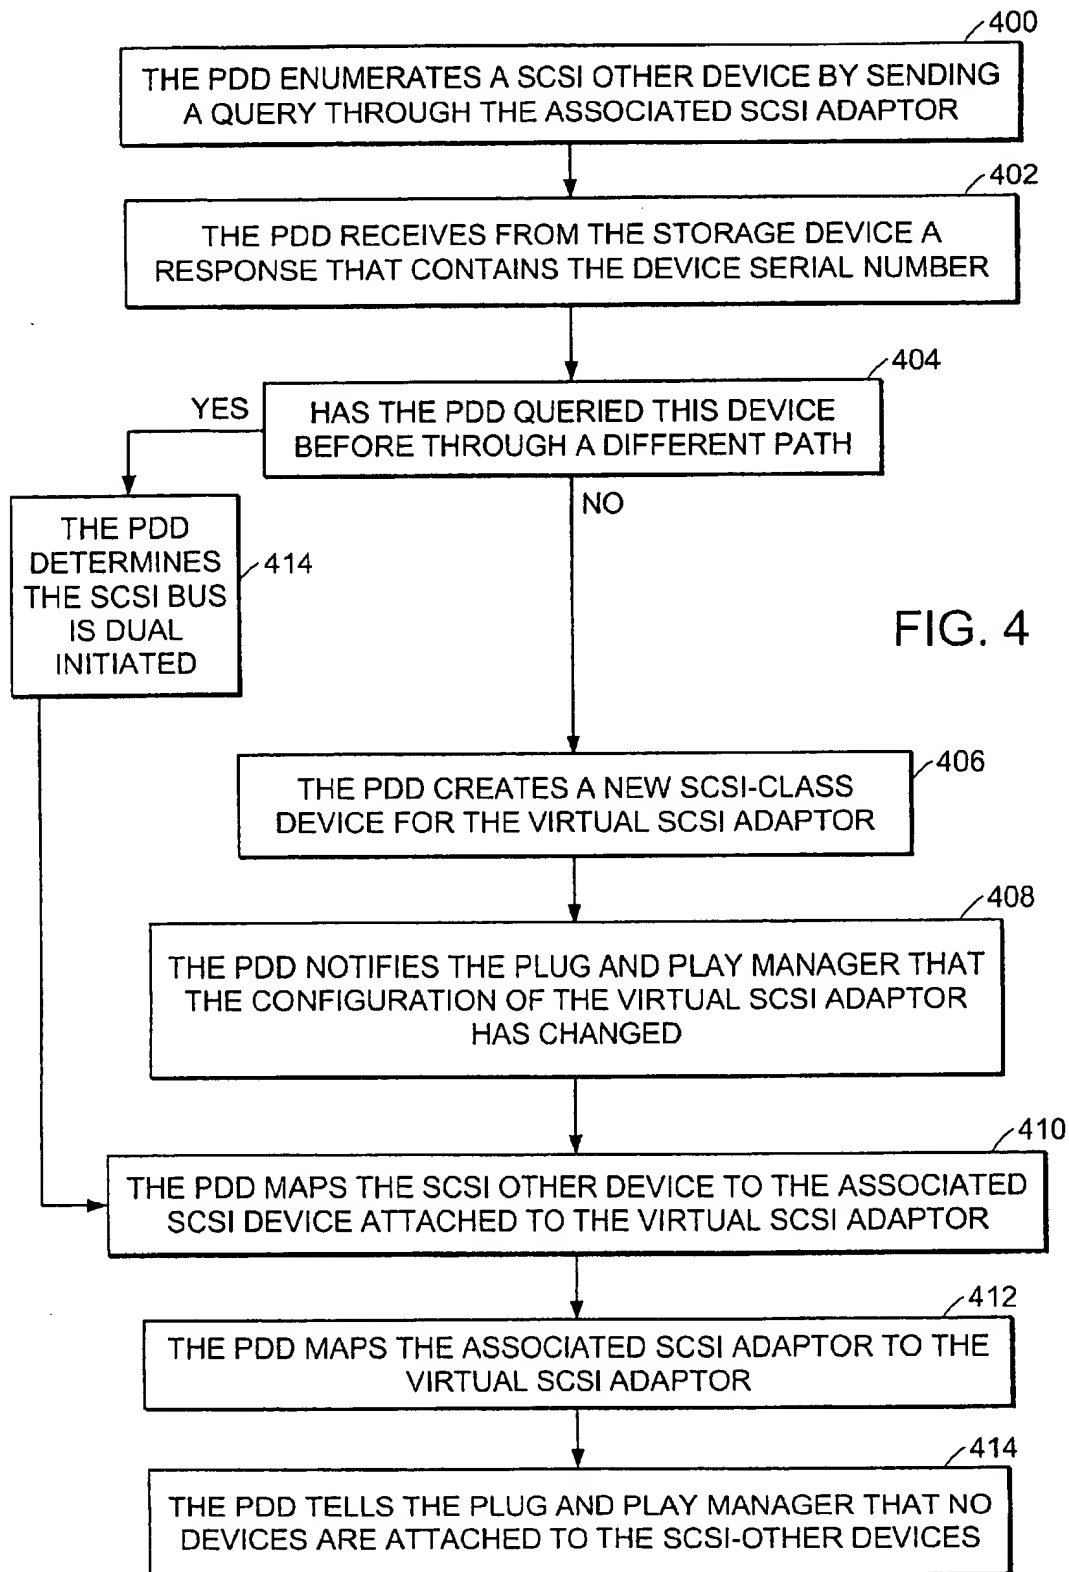 400
THE PDD ENUMERATES A SCSI OTHER DEVICE BY SENDING
A QUERY THROUGH THE ASSOCIATED SCSI ADAPTOR
402
THE PDD RECEIVES FROM THE STORAGE DEVICE A
RESPONSE THAT CONTAINS THE DEVICE SERIAL NUMBER
404
HAS THE PDD QUERIED THIS DEVICE
BEFORE THROUGH A DIFFERENT PATH
YES
NO
THE PDD
DETERMINES
THE SCSI BUS
IS DUAL
INITIATED
414
FIG. 4
406
THE PDD CREATES A NEW SCSI-CLASS
DEVICE FOR THE VIRTUAL SCSI ADAPTOR
408
THE PDD NOTIFIES THE PLUG AND PLAY MANAGER THAT
THE CONFIGURATION OF THE VIRTUAL SCSI ADAPTOR
HAS CHANGED
410
THE PDD MAPS THE SCSI OTHER DEVICE TO THE ASSOCIATED
SCSI DEVICE ATTACHED TO THE VIRTUAL SCSI ADAPTOR
412
THE PDD MAPS THE ASSOCIATED SCSI ADAPTOR TO THE
VIRTUAL SCSI ADAPTOR
414
THE PDD TELLS THE PLUG AND PLAY MANAGER THAT NO
DEVICES ARE ATTACHED TO THE SCSI-OTHER DEVICES